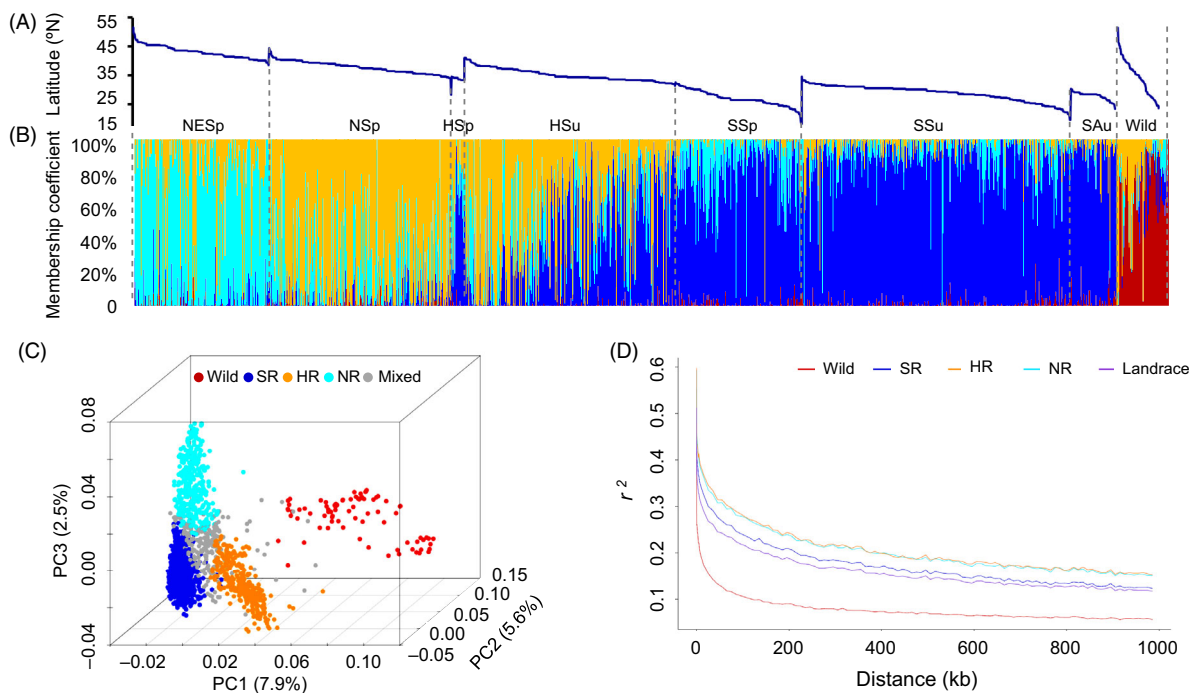 (A)
Latitude (ºN)
55
45
35
25
15
NESp NSp HSp HSu SSp SSu SAu Wild
(B)
Membership coefficient
100%
80%
60%
40%
20%
0
(C)
Wild SR HR NR Mixed
PC3 (2.5%)
0.08
0.04
0.00
−0.04
−0.02 0.02 0.06 0.10
PC1 (7.9%)
−0.05 0.00 0.05 0.10 0.15
PC2 (5.6%)
(D)
Wild SR HR NR Landrace
r 2
0.6
0.5
0.4
0.3
0.2
0.1
0 200 400 600 800 1000
Distance (kb)